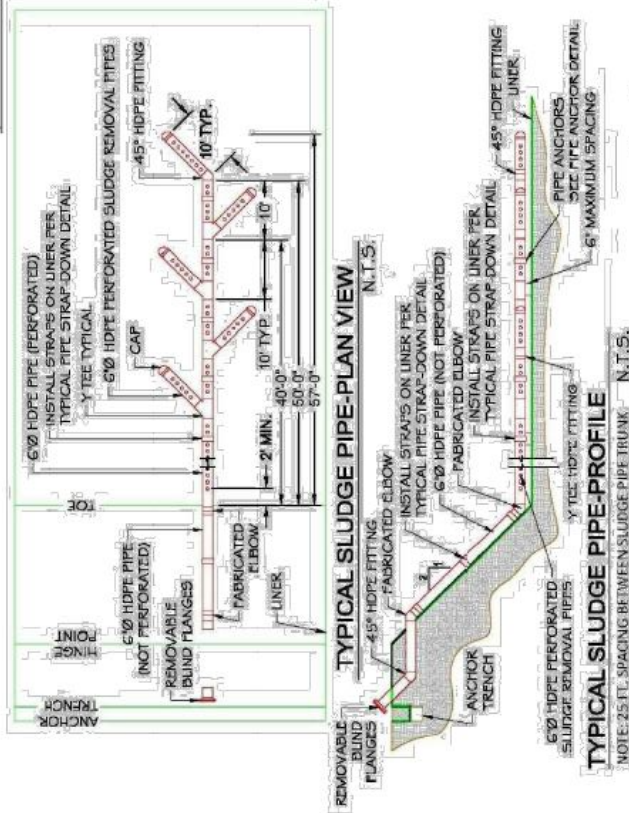 ANCHOR
TRENCH
HINGE
POINT
TOE
6"Ø HDPE PIPE (PERFORATED)
INSTALL STRAPS ON LINER PER
TYPICAL PIPE STRAP DOWN DETAIL
Y TEE TYPICAL
6"Ø HDPE PERFORATED SLUDGE REMOVAL PIPES
CAP
45° HDPE FITTING
10' TYP.
6"Ø HDPE PIPE
(NOT PERFORATED)
REMOVABLE
BLIND FLANGES
FABRICATED
ELBOW
LINER
2' MIN.
10' TYP.
10'
40'-0"
50'-0"
57'-0"
TYPICAL SLUDGE PIPE-PLAN VIEW
N.T.S.
REMOVABLE
BLIND
FLANGES
45° HDPE FITTING
FABRICATED ELBOW
INSTALL STRAPS ON LINER PER
TYPICAL PIPE STRAP-DOWN DETAIL
6"Ø HDPE PIPE (NOT PERFORATED)
FABRICATED ELBOW
INSTALL STRAPS ON LINER PER
TYPICAL PIPE STRAP-DOWN DETAIL
45° HDPE FITTING
LINER
ANCHOR
TRENCH
6"Ø HDPE PERFORATED
SLUDGE REMOVAL PIPES
Y TEE HDPE FITTING
PIPE ANCHORS
SEE PIPE ANCHOR DETAIL
6' MAXIMUM SPACING
TYPICAL SLUDGE PIPE-PROFILE
NOTE: 25 FT. SPACING BETWEEN SLUDGE PIPE TRUNK
N.T.S.